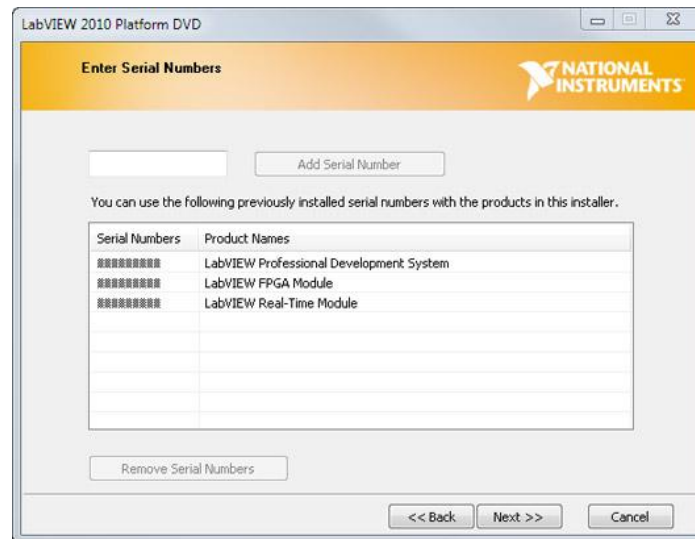 LabVIEW 2010 Platform DVD
Enter Serial Numbers
NATIONAL
INSTRUMENTS
Add Serial Number
You can use the following previously installed serial numbers with the products in this installer.
Serial Numbers Product Names
LabVIEW Professional Development System
LabVIEW FPGA Module
LabVIEW Real-Time Module
Remove Serial Numbers
<< Back Next >> Cancel